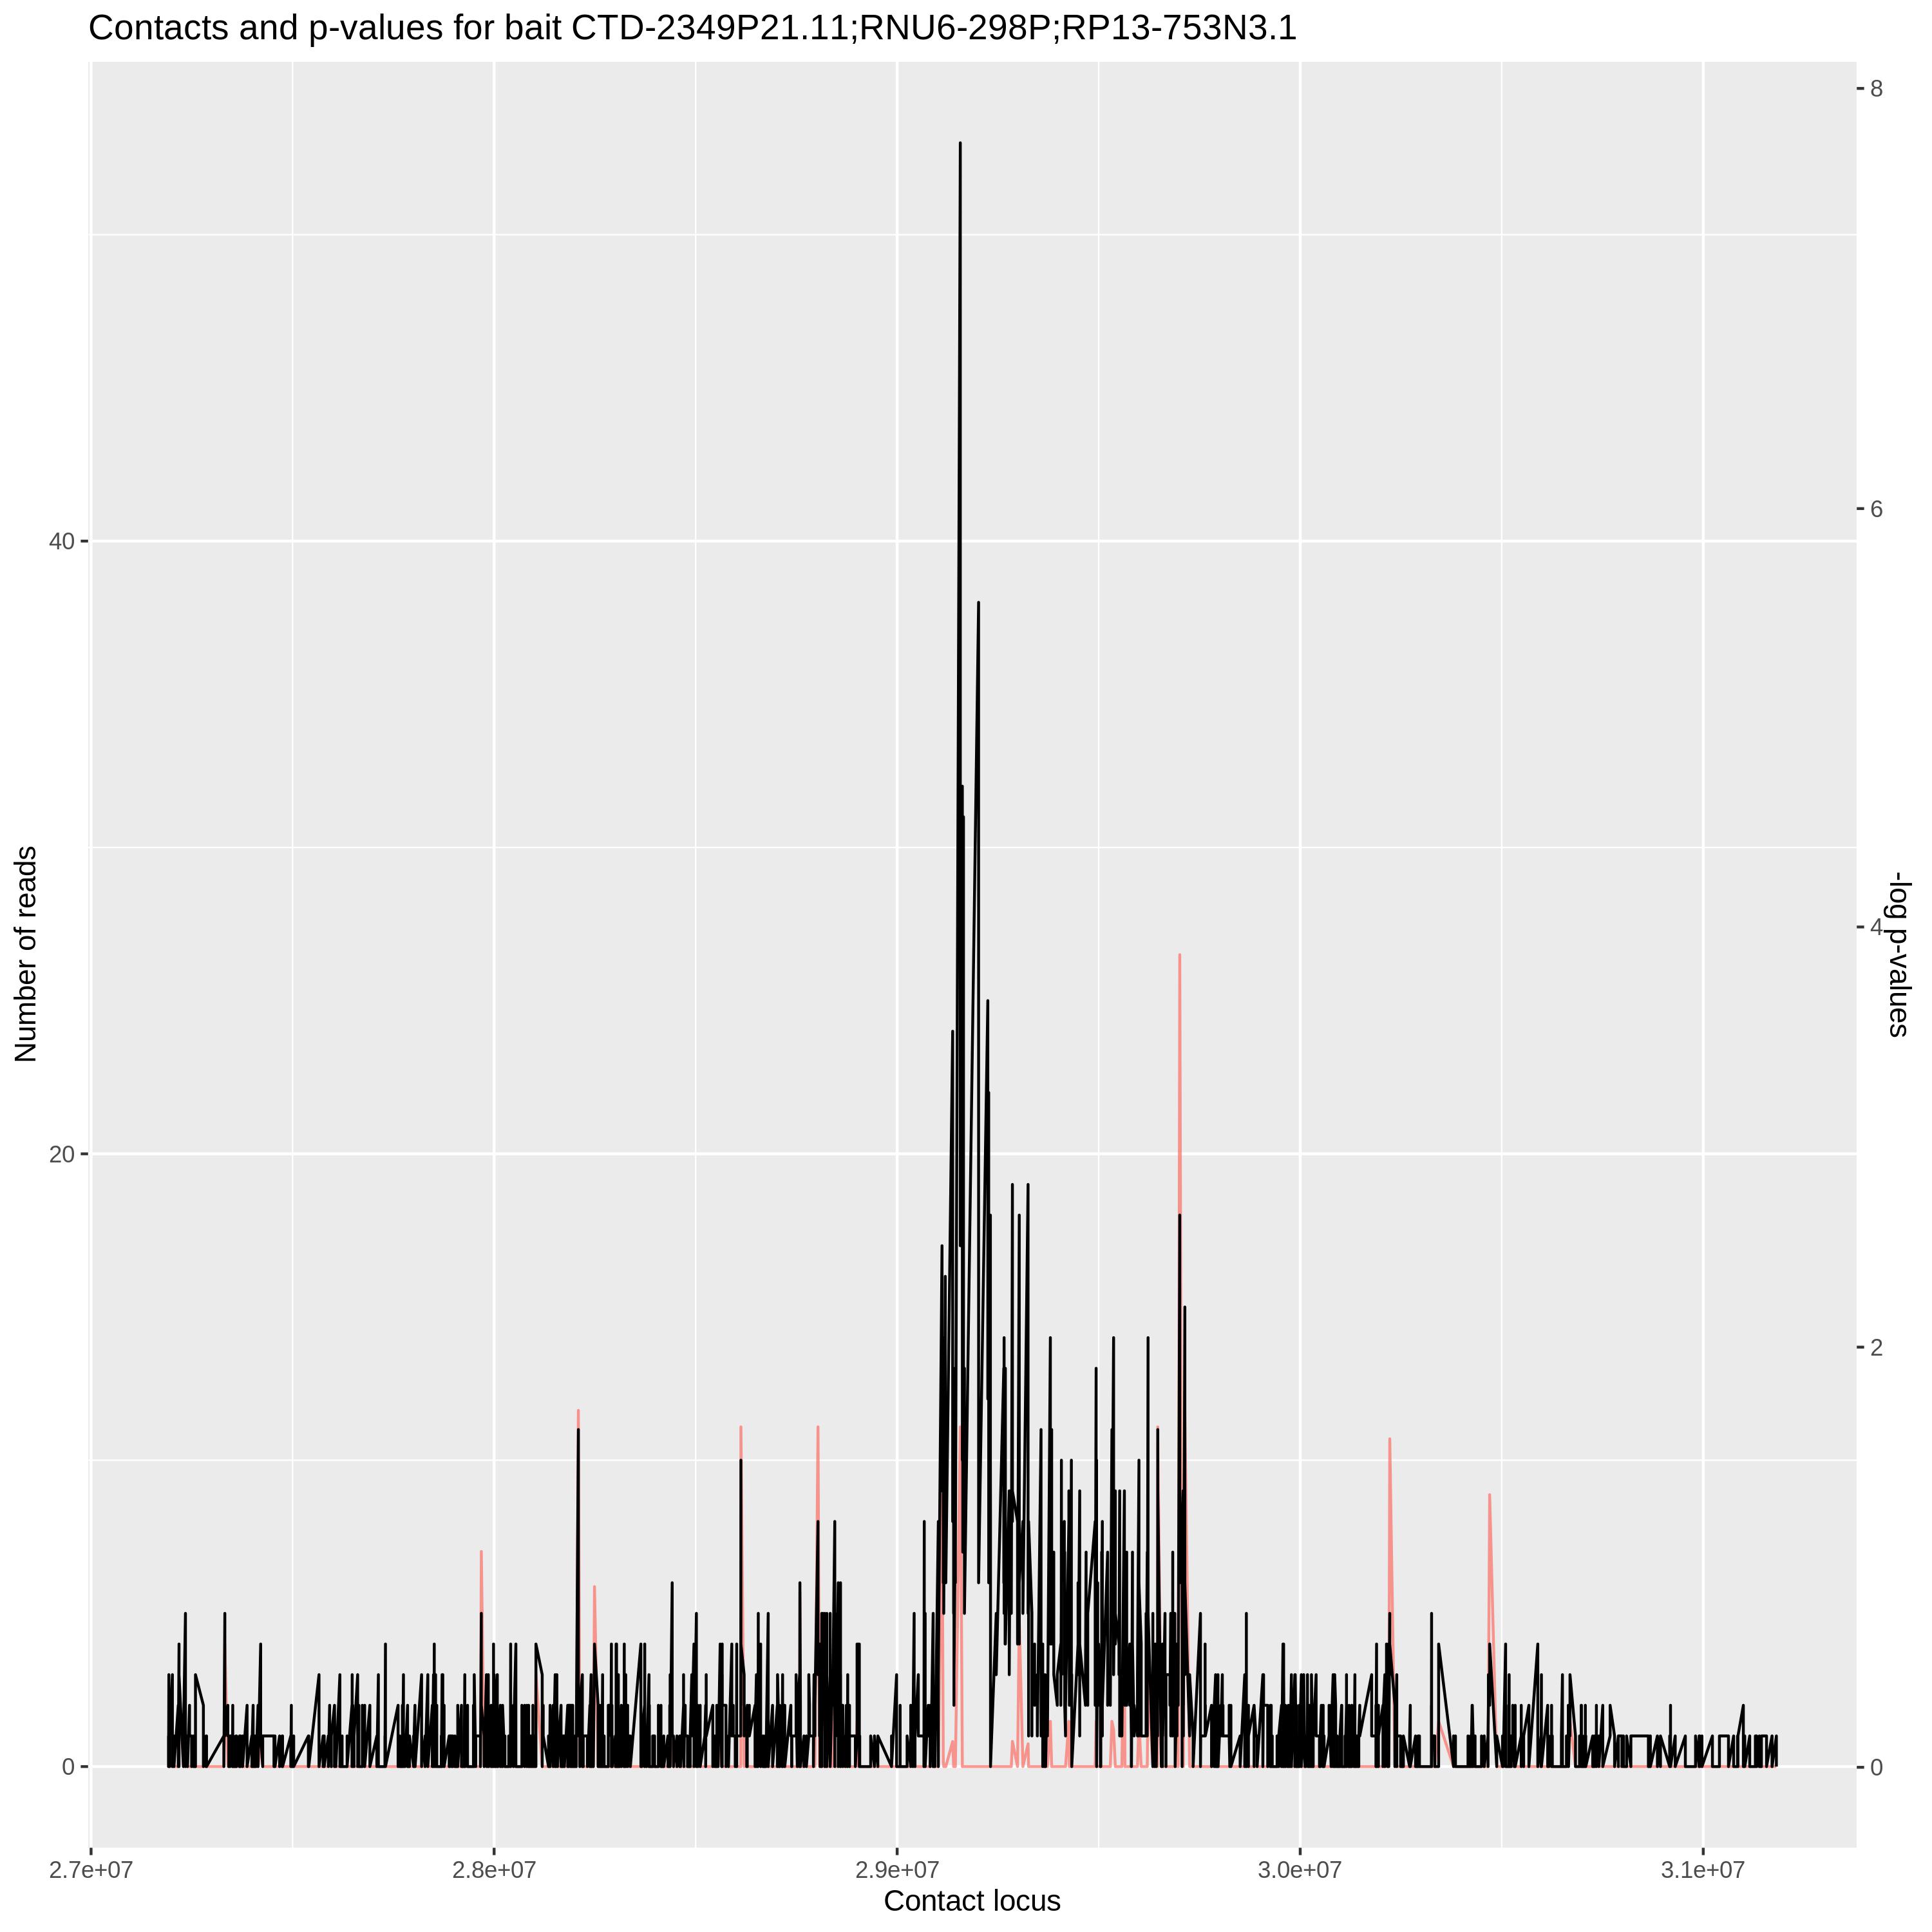 Contacts and p-values for bait CTD-2349P21.11;RNU6-298P;RP13-753N3.1
8
6
40
4
Number of reads
-log p-values
20
2
0
0
2.7e+07
2.8e+07
2.9e+07
3.0e+07
3.1e+07
Contact locus